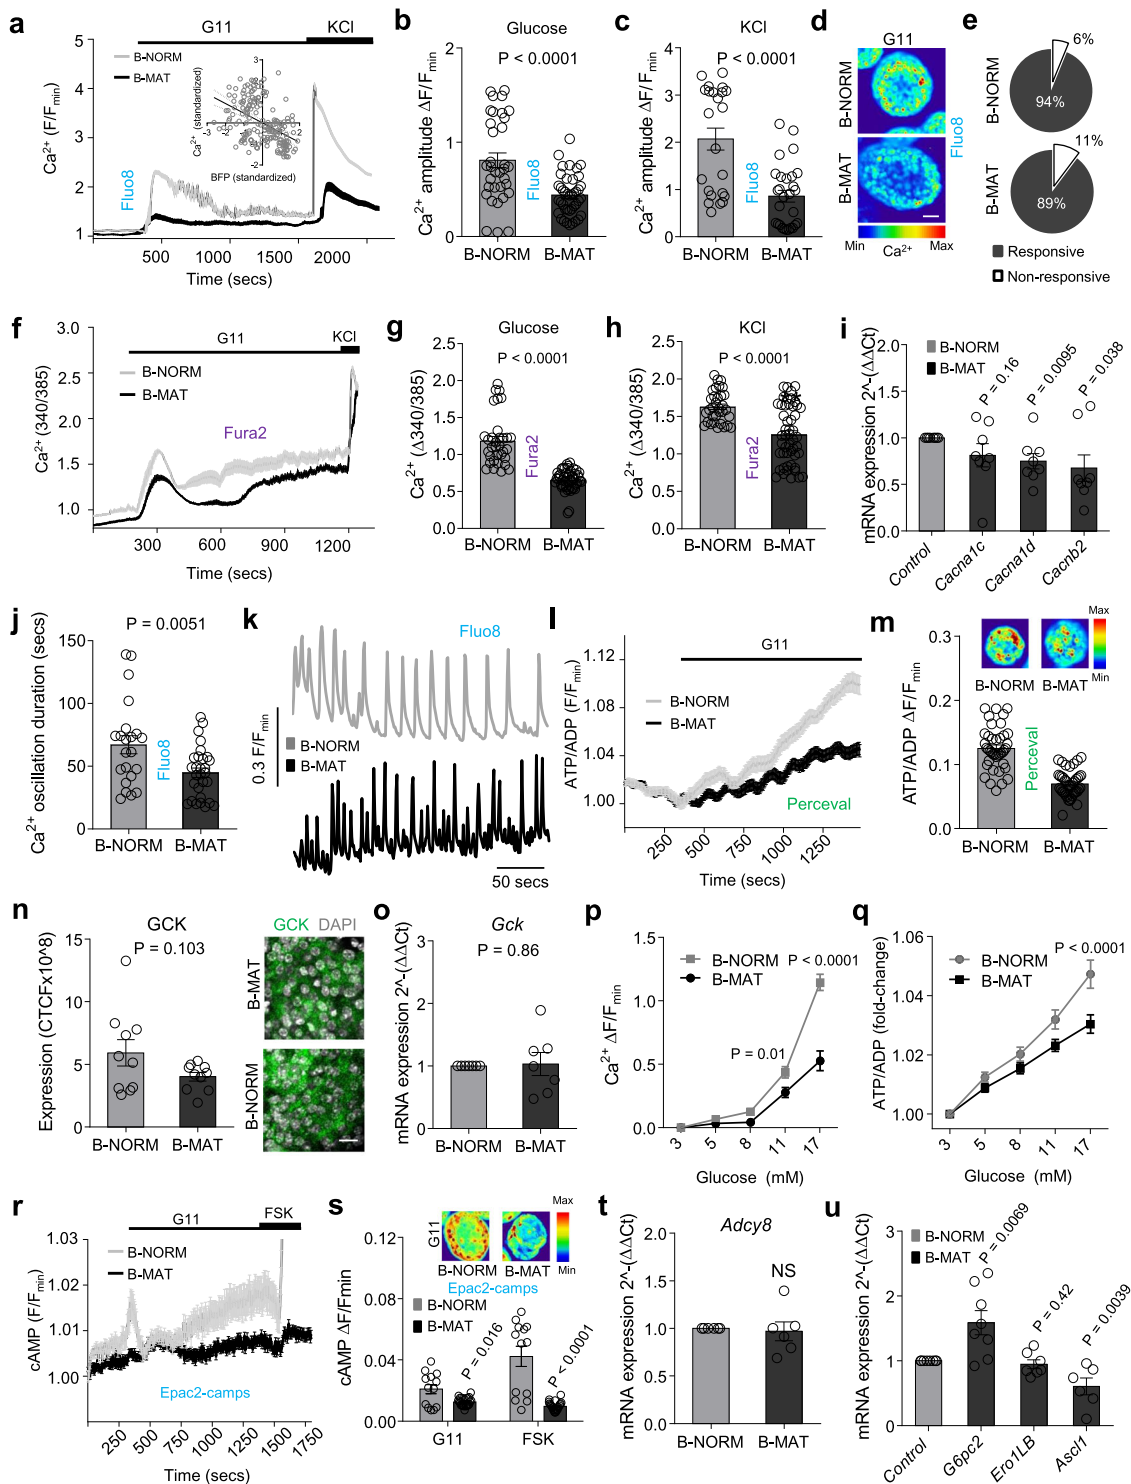 a
G11
KCl
B-NORM
B-MAT
Ca²⁺ (F/Fmin)
5
4
3
2
1
Fluo8
Ca²⁺ (standardized)
3
-3
-2
-1
1
2
-2
BFP (standardized)
500
1000
1500
2000
Time (secs)
b
Glucose
P < 0.0001
Ca²⁺ amplitude ΔF/Fmin
4
3
2
1
0
Fluo8
B-NORM
B-MAT
c
KCl
P < 0.0001
Ca²⁺ amplitude ΔF/Fmin
4
3
2
1
0
Fluo8
B-NORM
B-MAT
d
G11
B-NORM
B-MAT
Fluo8
Min
Ca²⁺
Max
e
B-NORM
6%
94%
B-MAT
11%
89%
Responsive
Non-responsive
f
G11
KCl
B-NORM
B-MAT
Ca²⁺ (340/385)
3.0
2.5
2.0
1.5
1.0
Fura2
300
600
900
1200
Time (secs)
g
Glucose
P < 0.0001
Ca²⁺ (Δ340/385)
2.5
2.0
1.5
1.0
0.5
0.0
Fura2
B-NORM
B-MAT
h
KCl
P < 0.0001
Ca²⁺ (Δ340/385)
2.5
2.0
1.5
1.0
0.5
0.0
Fura2
B-NORM
B-MAT
i
B-NORM
B-MAT
mRNA expression 2^-(ΔΔCt)
2.0
1.5
1.0
0.5
0.0
P = 0.16
P = 0.0095
P = 0.038
Control
Cacna1c
Cacna1d
Cacnb2
j
P = 0.0051
Ca²⁺ oscillation duration (secs)
150
100
50
0
Fluo8
B-NORM
B-MAT
k
Fluo8
0.3 F/Fmin
B-NORM
B-MAT
50 secs
l
G11
B-NORM
B-MAT
ATP/ADP (F/Fmin)
1.12
1.08
1.04
1.00
Perceval
250
500
750
1000
1250
Time (secs)
m
Max
Min
B-NORM
B-MAT
ATP/ADP ΔF/Fmin
0.3
0.2
0.1
0.0
Perceval
B-NORM
B-MAT
n
GCK
P = 0.103
Expression (CTCFx10^8)
15
10
5
0
B-NORM
B-MAT
GCK DAPI
B-MAT
B-NORM
o
Gck
P = 0.86
mRNA expression 2^-(ΔΔCt)
2.0
1.5
1.0
0.5
0.0
B-NORM
B-MAT
p
B-NORM
B-MAT
P < 0.0001
P = 0.01
Ca²⁺ ΔF/Fmin
1.5
1.0
0.5
0.0
3
5
8
11
17
Glucose (mM)
q
B-NORM
B-MAT
P < 0.0001
ATP/ADP (fold-change)
1.06
1.04
1.02
1.00
3
5
8
11
17
Glucose (mM)
r
G11
FSK
B-NORM
B-MAT
cAMP (F/Fmin)
1.03
1.02
1.01
1.00
Epac2-camps
250
500
750
1000
1250
1500
1750
Time (secs)
s
G11
Max
Min
B-NORM
B-MAT
Epac2-camps
B-NORM
B-MAT
cAMP ΔF/Fmin
0.12
0.08
0.04
0.00
P = 0.016
P < 0.0001
G11
FSK
t
Adcy8
NS
mRNA expression 2^-(ΔΔCt)
2.0
1.5
1.0
0.5
0.0
B-NORM
B-MAT
u
B-NORM
B-MAT
mRNA expression 2^-(ΔΔCt)
3
2
1
0
P = 0.0069
P = 0.42
P = 0.0039
Control
G6pc2
Ero1LB
Ascl1